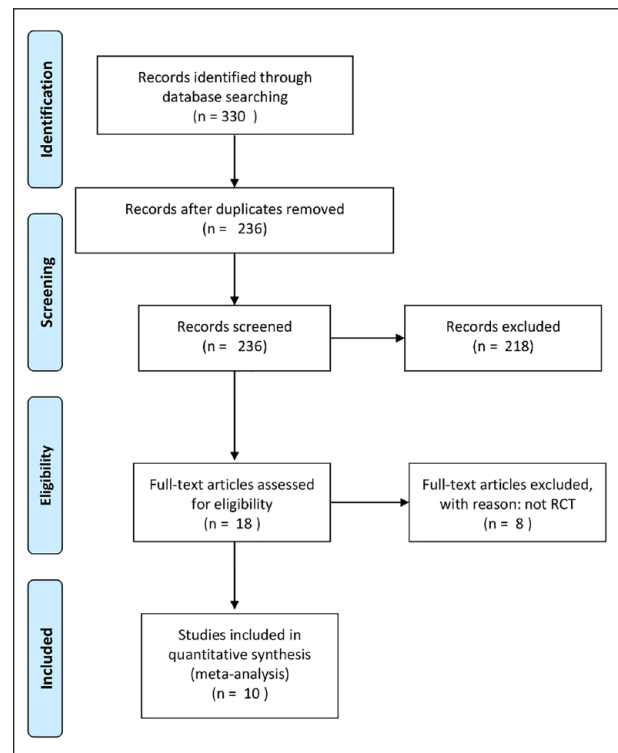 Identification
Records identified through
database searching
(n = 330 )
Records after duplicates removed
(n = 236)
Screening
Records screened
(n = 236)
Records excluded
(n = 218)
Eligibility
Full-text articles assessed
for eligibility
(n = 18 )
Full-text articles excluded,
with reason: not RCT
(n = 8 )
Included
Studies included in
quantitative synthesis
(meta-analysis)
(n = 10 )